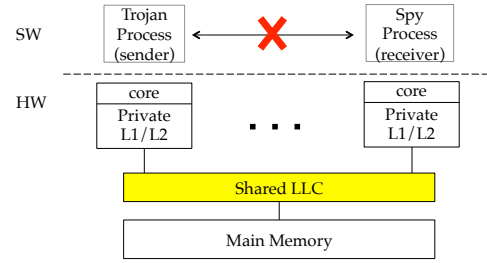 SW
Trojan
Process
(sender)
Spy
Process
(receiver)
HW
core
Private
L1/L2
. . .
core
Private
L1/L2
Shared LLC
Main Memory